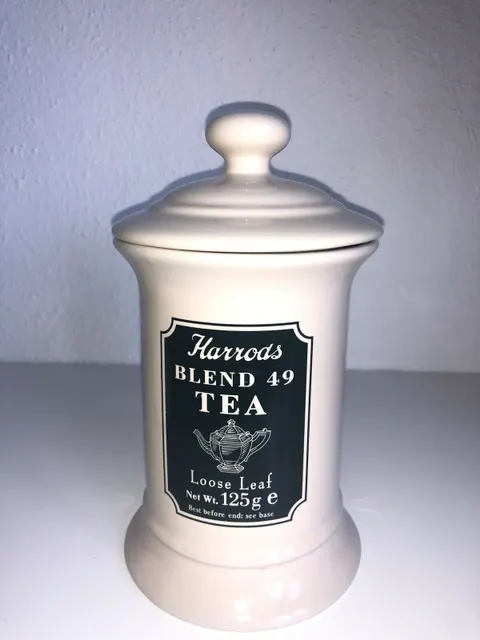 Harrods
BLEND 49
TEA
Loose Leaf
Net Wt. 125g e
Best before end: see base